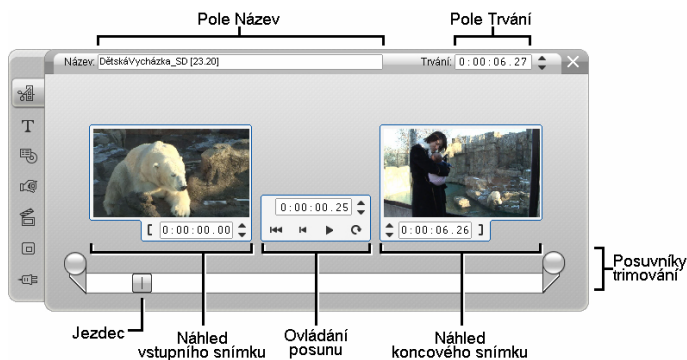 Pole Název
Pole Trvání
Název: DětskáVycházka_SD [23.20]
Trvání: 0:00:06.27
T
0:00:00.25
[ 0:00:00.00
0:00:06.26 ]
Posuvníky
trimování
Jezdec
Náhled
vstupního snímku
Ovládání
posunu
Náhled
koncového snímku